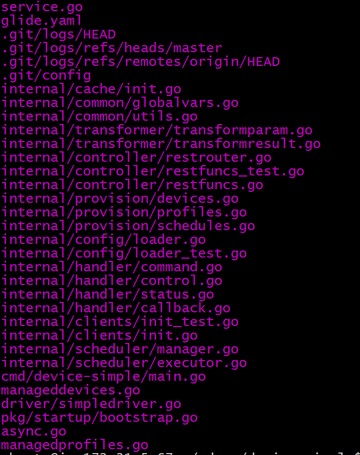 service.go
glide.yaml
.git/logs/HEAD
.git/logs/refs/heads/master
.git/logs/refs/remotes/origin/HEAD
.git/config
internal/cache/init.go
internal/common/globalvars.go
internal/common/utils.go
internal/transformer/transformparam.go
internal/transformer/transformresult.go
internal/controller/restrouter.go
internal/controller/restfuncs_test.go
internal/controller/restfuncs.go
internal/provision/devices.go
internal/provision/profiles.go
internal/provision/schedules.go
internal/config/loader.go
internal/config/loader_test.go
internal/handler/command.go
internal/handler/control.go
internal/handler/status.go
internal/handler/callback.go
internal/clients/init_test.go
internal/clients/init.go
internal/scheduler/manager.go
internal/scheduler/executor.go
cmd/device-simple/main.go
manageddevices.go
driver/simpledriver.go
pkg/startup/bootstrap.go
async.go
managedprofiles.go